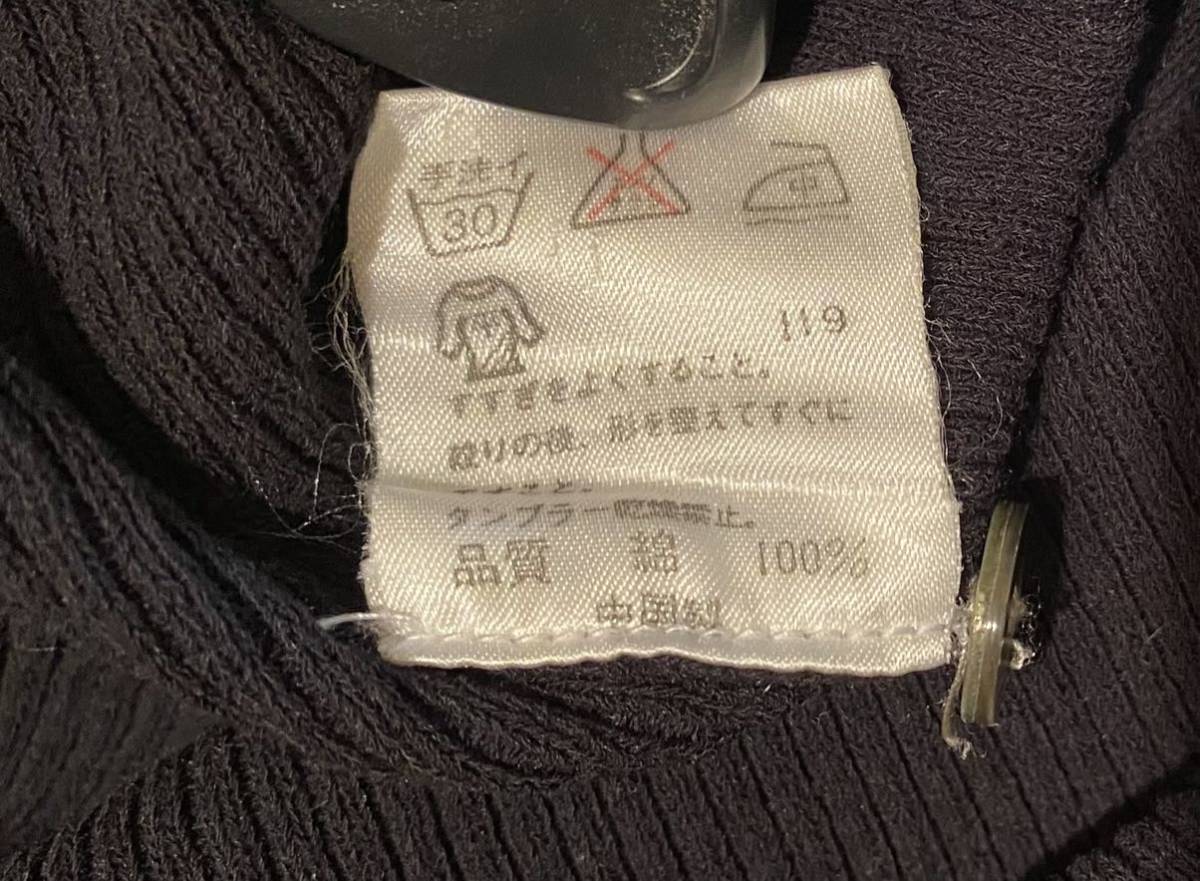 手洗イ
30
中
119
すすぎをよくすること。
絞りの後、形を整えてすぐに
タンブラー乾燥禁止。
品質 綿 100%
中国製